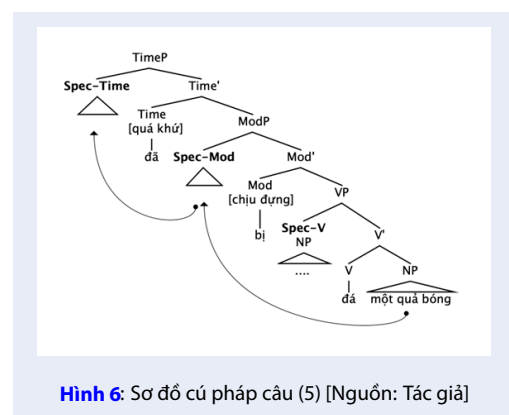 TimeP
Spec-Time Time'
Time
[quá khứ] ModP
đã Spec-Mod Mod'
Mod
[chịu đựng] VP
bị Spec-V V'
NP
.... V NP
đá một quả bóng
Hình 6: Sơ đồ cú pháp câu (5) [Nguồn: Tác giả]